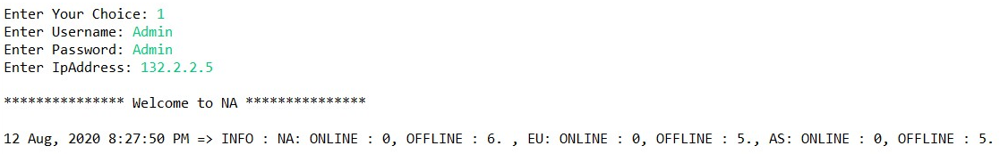 Enter Your Choice: 1
Enter Username: Admin
Enter Password: Admin
Enter IpAddress: 132.2.2.5
*************** Welcome to NA ***************
12 Aug, 2020 8:27:50 PM => INFO : NA: ONLINE : 0, OFFLINE : 6. , EU: ONLINE : 0, OFFLINE : 5., AS: ONLINE : 0, OFFLINE : 5.